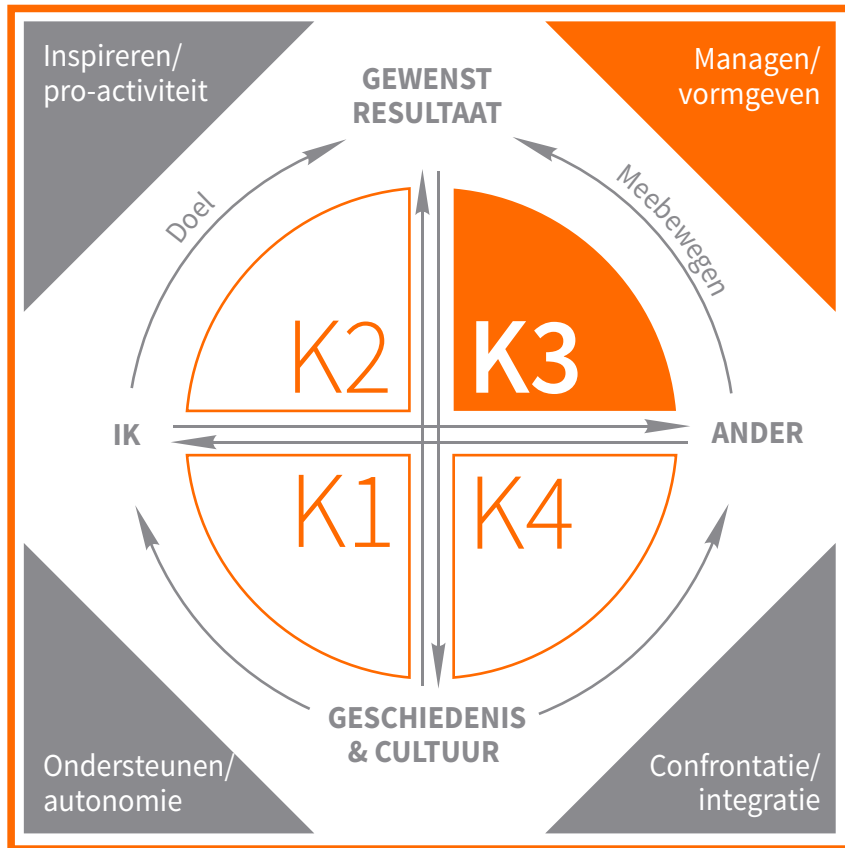 Inspireren/
pro-activiteit
GEWENST
RESULTAAT
Managen/
vormgeven
Doel
Meebewegen
K2
K3
IK
ANDER
K1
K4
GESCHIEDENIS
& CULTUUR
Ondersteunen/
autonomie
Confrontatie/
integratie